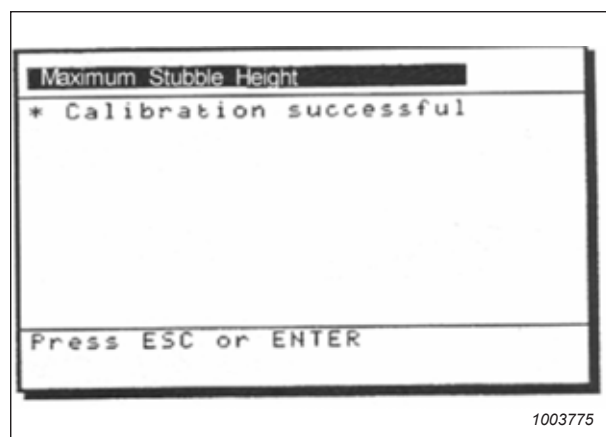 Maximum Stubble Height
* Calibration successful
Press ESC or ENTER
1003775